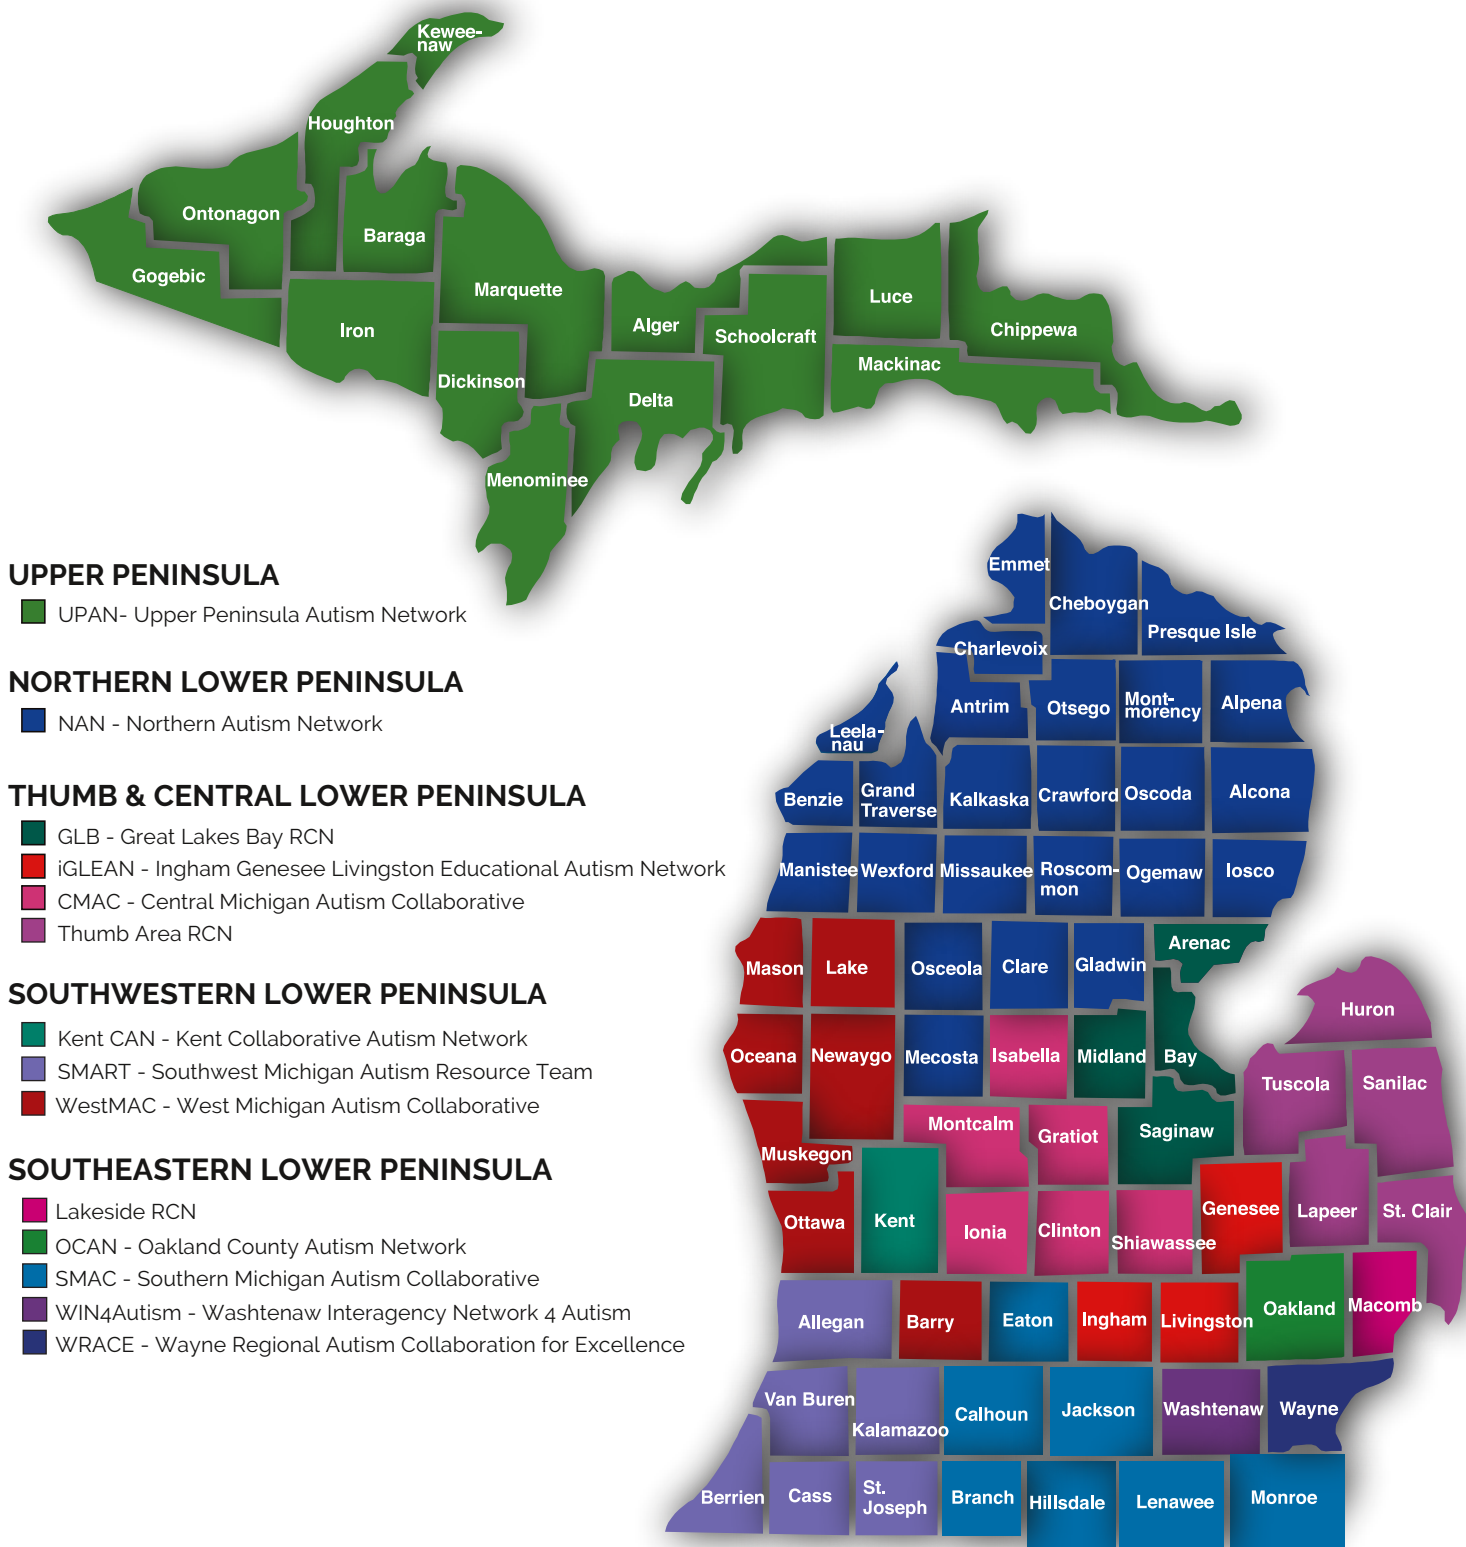 Kewee-
naw
Houghton
Ontonagon
Baraga
Gogebic
Marquette
Iron
Alger
Schoolcraft
Luce
Chippewa
Mackinac
Dickinson
Delta
Menominee
UPPER PENINSULA
UPAN- Upper Peninsula Autism Network
NORTHERN LOWER PENINSULA
NAN - Northern Autism Network
THUMB & CENTRAL LOWER PENINSULA
GLB - Great Lakes Bay RCN
iGLEAN - Ingham Genesee Livingston Educational Autism Network
CMAC - Central Michigan Autism Collaborative
Thumb Area RCN
SOUTHWESTERN LOWER PENINSULA
Kent CAN - Kent Collaborative Autism Network
SMART - Southwest Michigan Autism Resource Team
WestMAC - West Michigan Autism Collaborative
SOUTHEASTERN LOWER PENINSULA
Lakeside RCN
OCAN - Oakland County Autism Network
SMAC - Southern Michigan Autism Collaborative
WIN4Autism - Washtenaw Interagency Network 4 Autism
WRACE - Wayne Regional Autism Collaboration for Excellence
Emmet
Cheboygan
Presque Isle
Charlevoix
Antrim
Otsego
Mont-
morency
Alpena
Leela-
nau
Benzie
Grand
Traverse
Kalkaska
Crawford
Oscoda
Alcona
Manistee
Wexford
Missaukee
Roscom-
mon
Ogemaw
Iosco
Mason
Lake
Osceola
Clare
Gladwin
Arenac
Huron
Oceana
Newaygo
Mecosta
Isabella
Midland
Bay
Tuscola
Sanilac
Muskegon
Montcalm
Gratiot
Saginaw
Ottawa
Kent
Ionia
Clinton
Shiawassee
Genesee
Lapeer
St. Clair
Allegan
Barry
Eaton
Ingham
Livingston
Oakland
Macomb
Van Buren
Kalamazoo
Calhoun
Jackson
Washtenaw
Wayne
Berrien
Cass
St.
Joseph
Branch
Hillsdale
Lenawee
Monroe